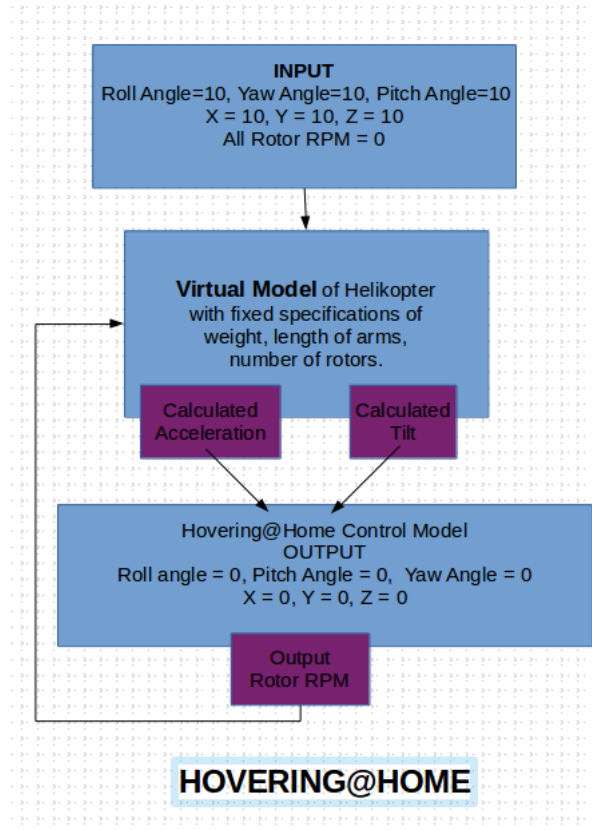 INPUT
Roll Angle=10, Yaw Angle=10, Pitch Angle=10
X = 10, Y = 10, Z = 10
All Rotor RPM = 0
Virtual Model of Helikopter
with fixed specifications of
weight, length of arms,
number of rotors.
Calculated
Acceleration
Calculated
Tilt
Hovering@Home Control Model
OUTPUT
Roll angle = 0, Pitch Angle = 0, Yaw Angle = 0
X = 0, Y = 0, Z = 0
Output
Rotor RPM
HOVERING@HOME